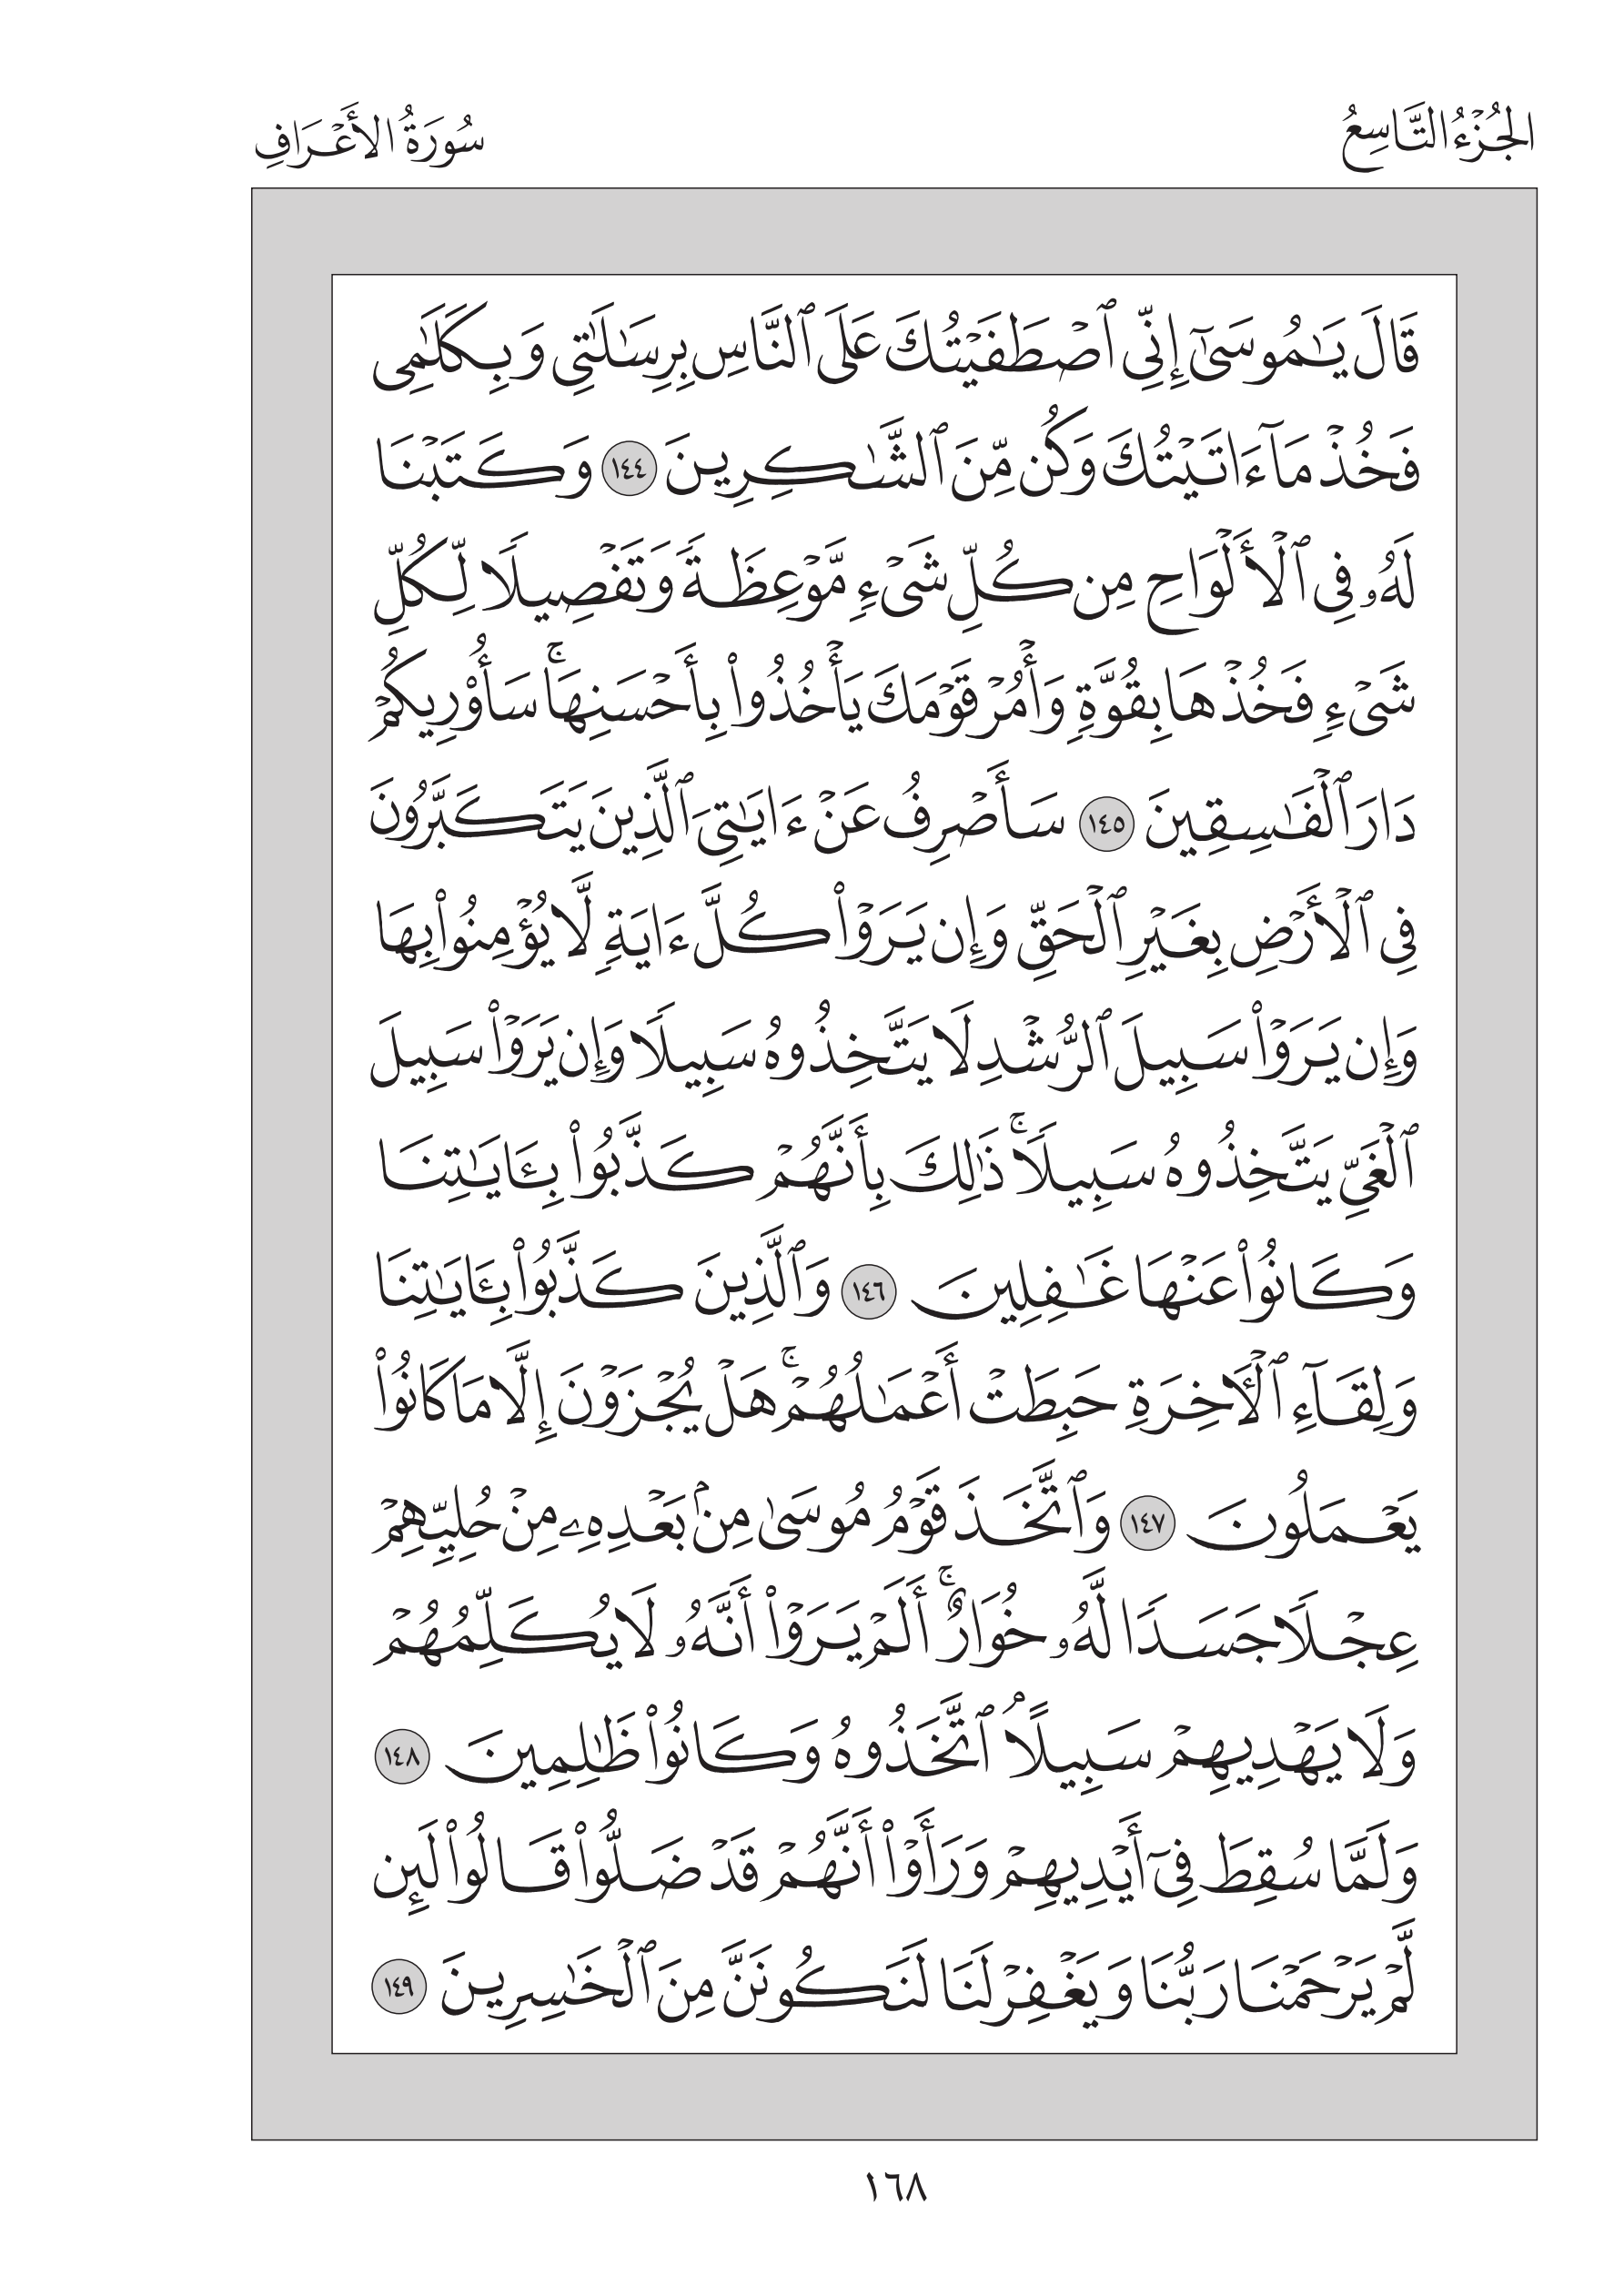 الجُزْءُ التَّاسِعُ
سُورَةُ الأَعْرَافِ
قَالَ يَٰمُوسَىٰٓ إِنِّي ٱصۡطَفَيۡتُكَ عَلَى ٱلنَّاسِ بِرِسَٰلَٰتِي وَبِكَلَٰمِي
فَخُذۡ مَآ ءَاتَيۡتُكَ وَكُن مِّنَ ٱلشَّٰكِرِينَ ١٤٤ وَكَتَبۡنَا
لَهُۥ فِي ٱلۡأَلۡوَاحِ مِن كُلِّ شَيۡءٖ مَّوۡعِظَةٗ وَتَفۡصِيلٗا لِّكُلِّ
شَيۡءٖ فَخُذۡهَا بِقُوَّةٖ وَأۡمُرۡ قَوۡمَكَ يَأۡخُذُواْ بِأَحۡسَنِهَاۚ سَأُوْرِيكُمۡ
دَارَ ٱلۡفَٰسِقِينَ ١٤٥ سَأَصۡرِفُ عَنۡ ءَايَٰتِيَ ٱلَّذِينَ يَتَكَبَّرُونَ
فِي ٱلۡأَرۡضِ بِغَيۡرِ ٱلۡحَقِّ وَإِن يَرَوۡاْ كُلَّ ءَايَةٖ لَّا يُؤۡمِنُواْ بِهَا
وَإِن يَرَوۡاْ سَبِيلَ ٱلرُّشۡدِ لَا يَتَّخِذُوهُ سَبِيلٗا وَإِن يَرَوۡاْ سَبِيلَ
ٱلۡغَيِّ يَتَّخِذُوهُ سَبِيلٗاۚ ذَٰلِكَ بِأَنَّهُمۡ كَذَّبُواْ بِـَٔايَٰتِنَا
وَكَانُواْ عَنۡهَا غَٰفِلِينَ ١٤٦ وَٱلَّذِينَ كَذَّبُواْ بِـَٔايَٰتِنَا
وَلِقَآءِ ٱلۡأٓخِرَةِ حَبِطَتۡ أَعۡمَٰلُهُمۡۚ هَلۡ يُجۡزَوۡنَ إِلَّا مَا كَانُواْ
يَعۡمَلُونَ ١٤٧ وَٱتَّخَذَ قَوۡمُ مُوسَىٰ مِنۢ بَعۡدِهِۦ مِنۡ حُلِيِّهِمۡ
عِجۡلٗا جَسَدٗا لَّهُۥ خُوَارٌۚ أَلَمۡ يَرَوۡاْ أَنَّهُۥ لَا يُكَلِّمُهُمۡ
وَلَا يَهۡدِيهِمۡ سَبِيلًاۘ ٱتَّخَذُوهُ وَكَانُواْ ظَٰلِمِينَ ١٤٨
وَلَمَّا سُقِطَ فِيٓ أَيۡدِيهِمۡ وَرَأَوۡاْ أَنَّهُمۡ قَدۡ ضَلُّواْ قَالُواْ لَئِن
لَّمۡ يَرۡحَمۡنَا رَبُّنَا وَيَغۡفِرۡ لَنَا لَنَكُونَنَّ مِنَ ٱلۡخَٰسِرِينَ ١٤٩
١٦٨